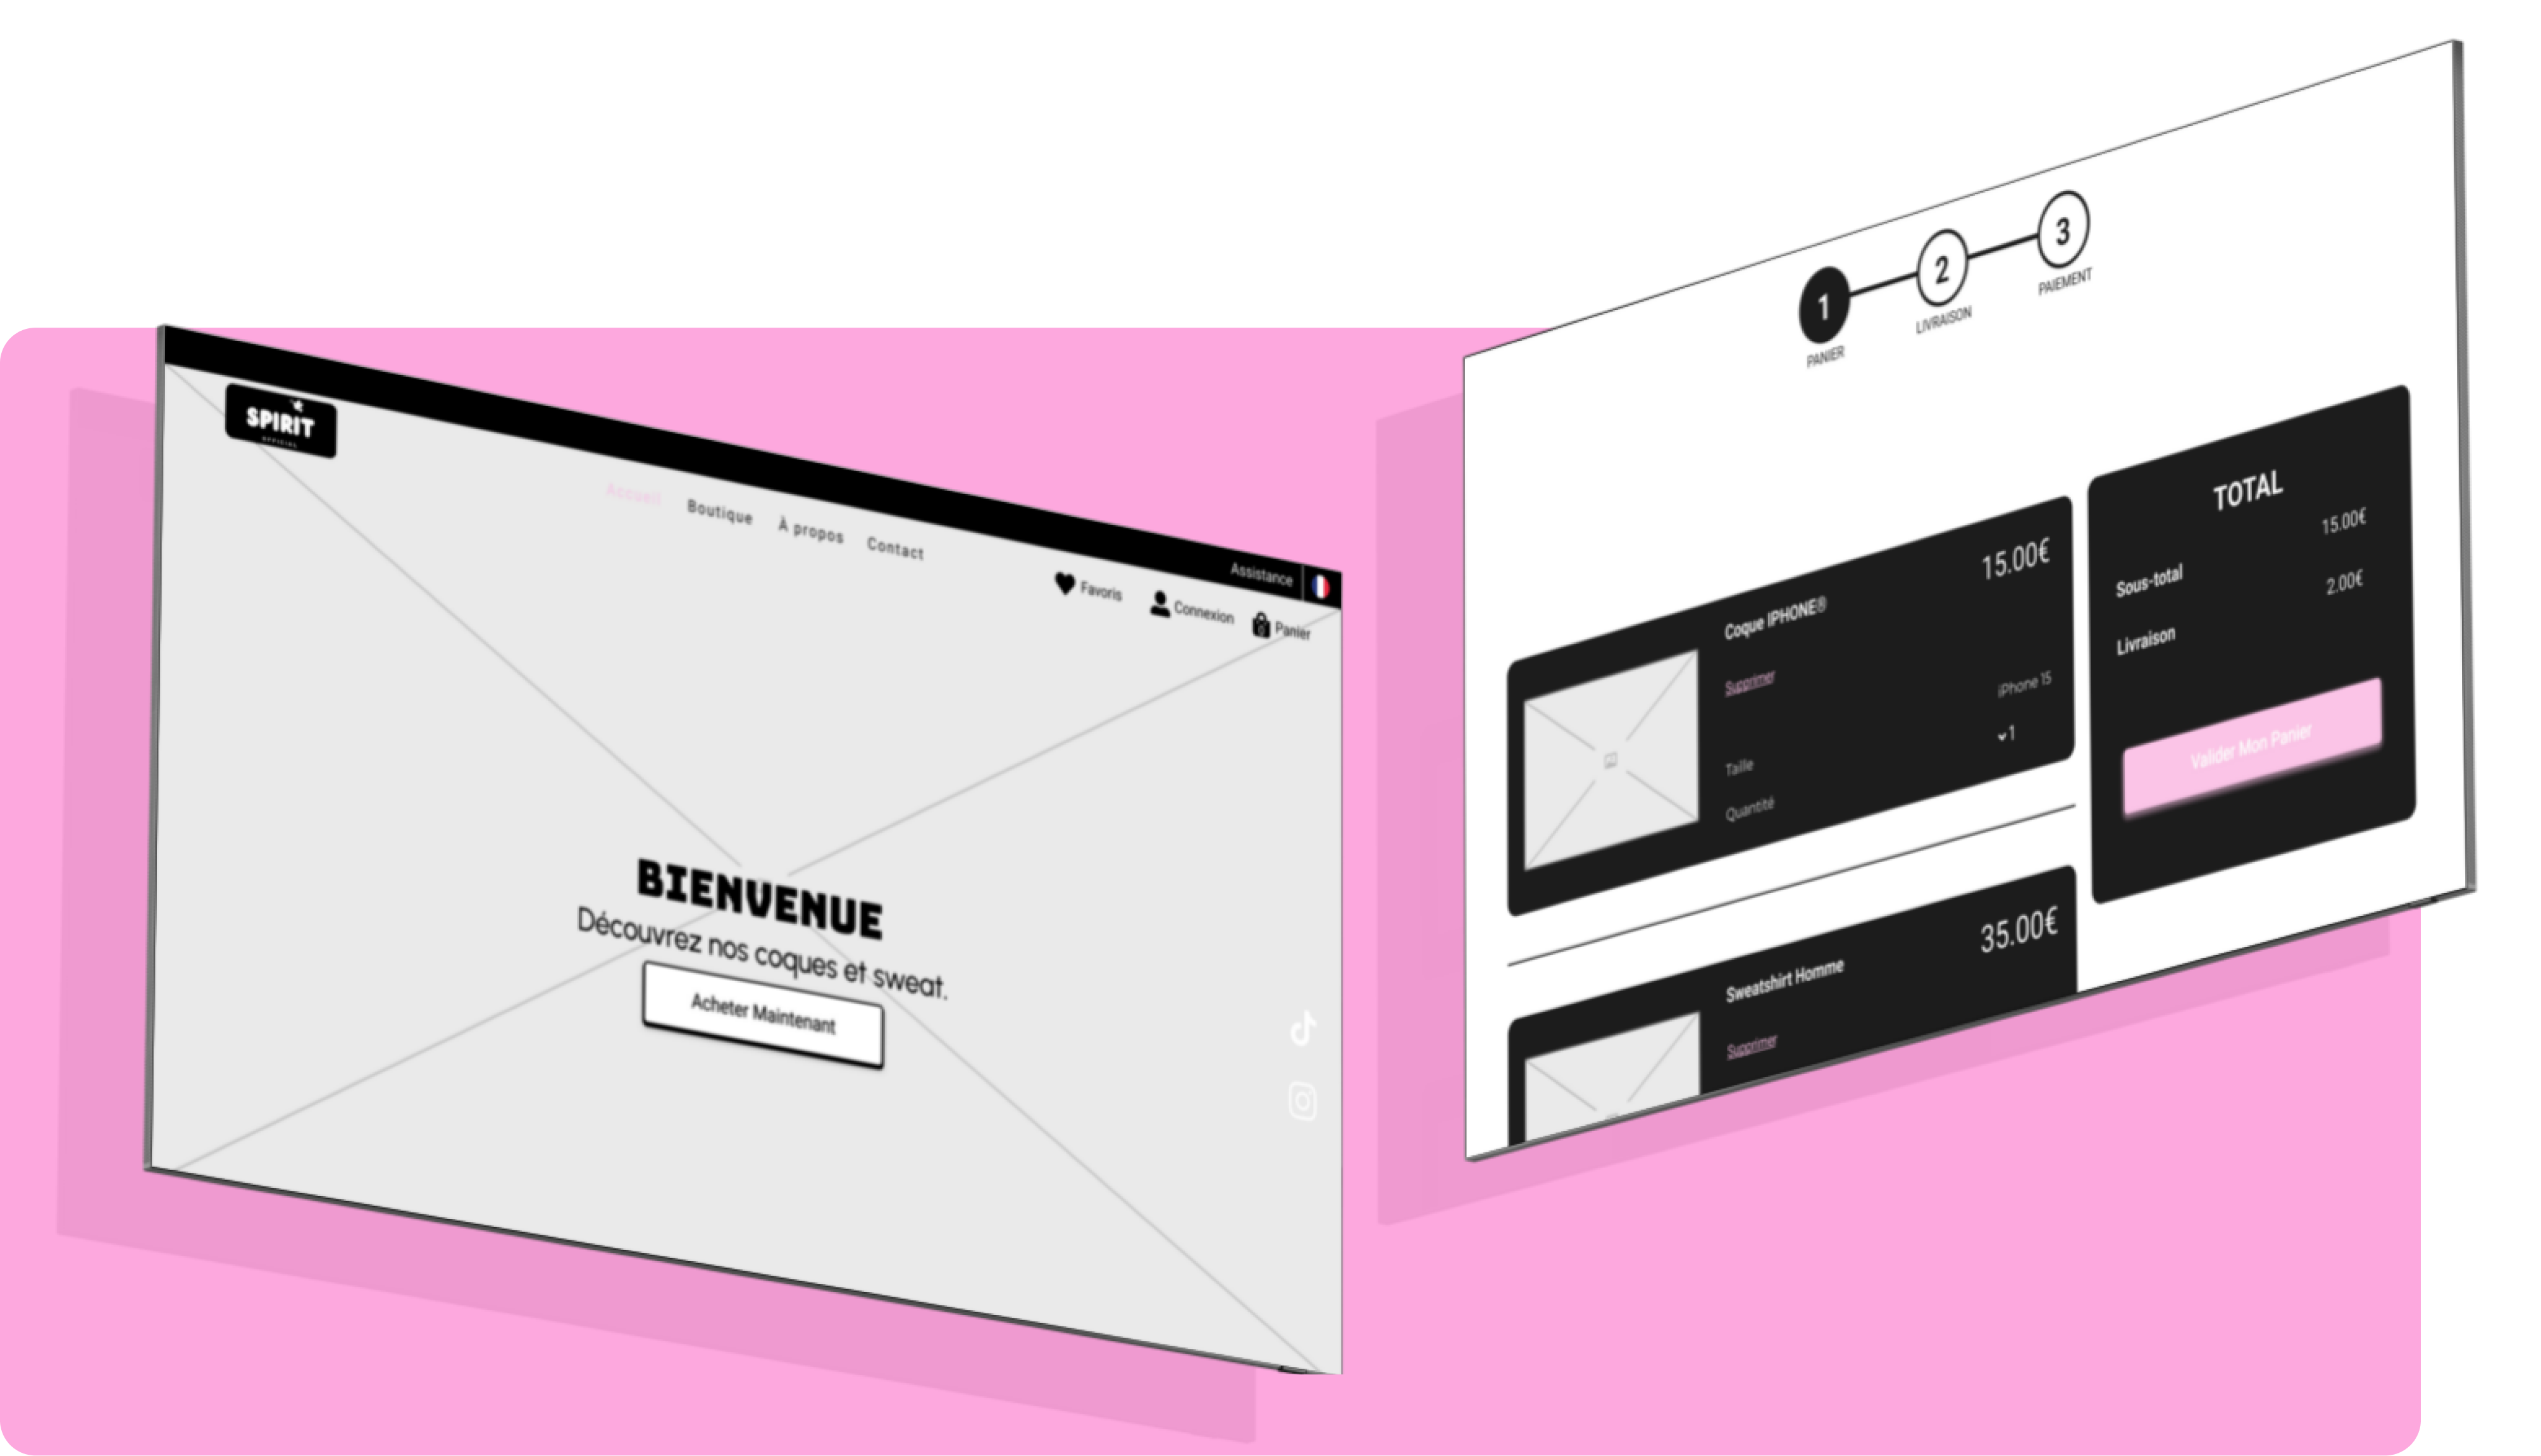 SPIRIT
OFFICIEL
Accueil
Boutique
À propos
Contact
Assistance
Favoris
Connexion
Panier
BIENVENUE
Découvrez nos coques et sweat.
Acheter Maintenant
1
2
3
PANIER
LIVRAISON
PAIEMENT
Coque IPHONE®
15.00€
Supprimer
iPhone 15
Taille
1
Quantité
Sweatshirt Homme
35.00€
Supprimer
TOTAL
15.00€
Sous-total
2.00€
Livraison
Valider Mon Panier